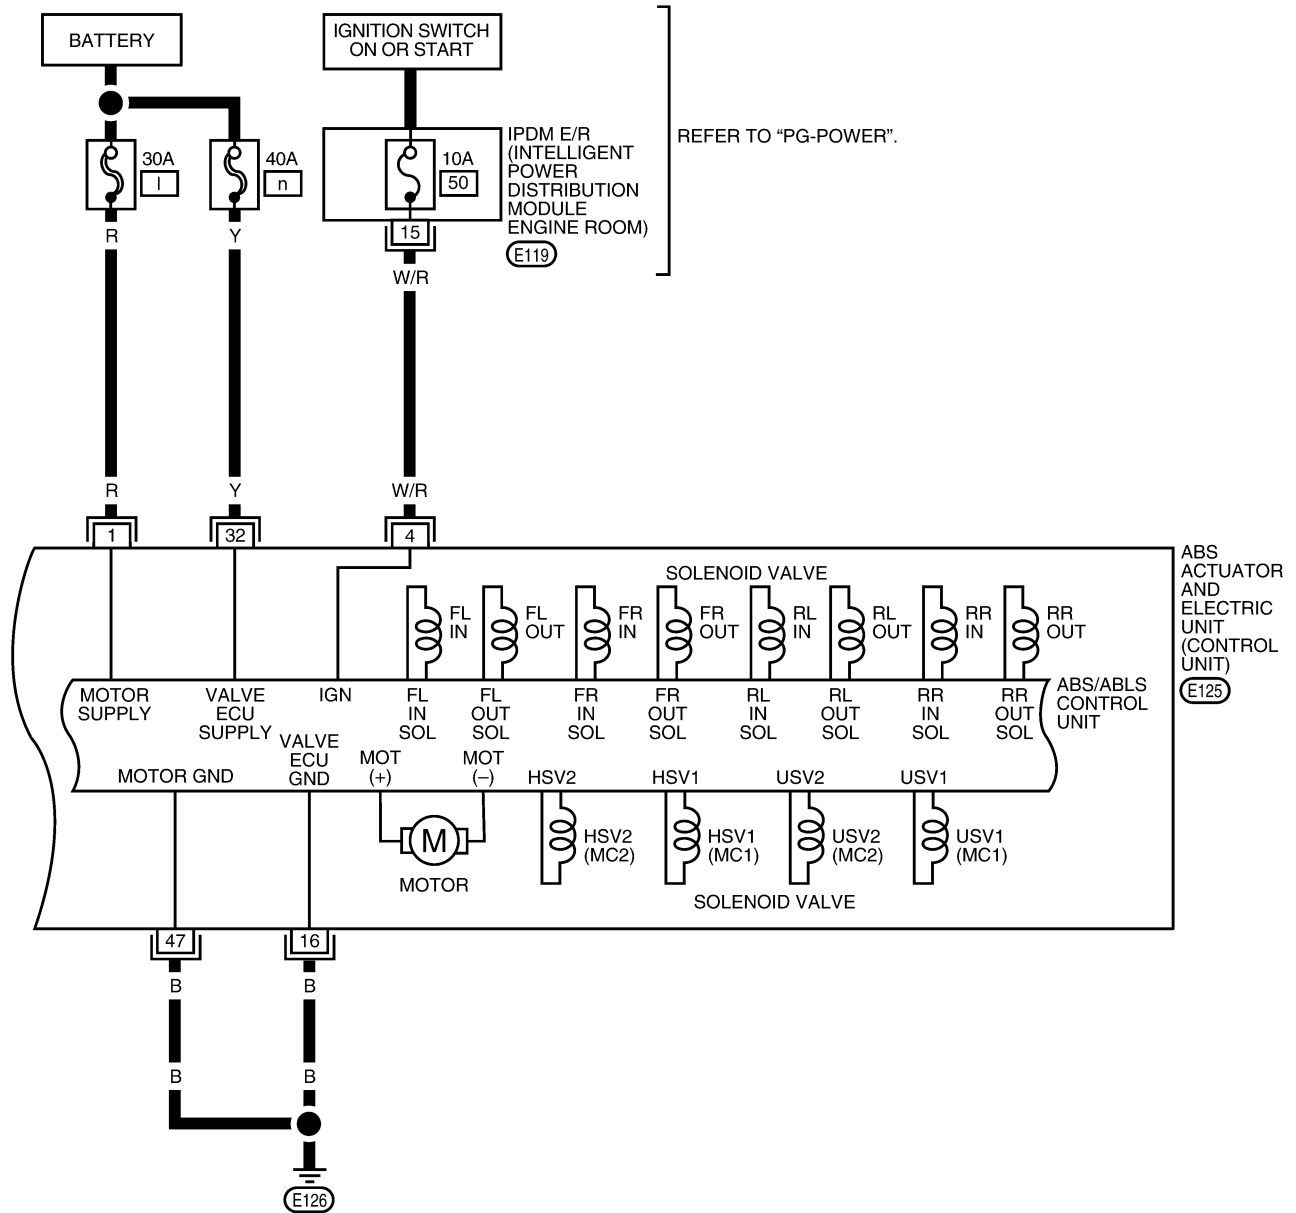 BATTERY
IGNITION SWITCH
ON OR START
REFER TO “PG-POWER”.
30A
l
40A
n
10A
50
15
IPDM E/R
(INTELLIGENT
POWER
DISTRIBUTION
MODULE
ENGINE ROOM)
E119
R
Y
W/R
R
Y
W/R
1
32
4
ABS
ACTUATOR
AND
ELECTRIC
UNIT
(CONTROL
UNIT)
E125
SOLENOID VALVE
FL
IN
FL
OUT
FR
IN
FR
OUT
RL
IN
RL
OUT
RR
IN
RR
OUT
MOTOR
SUPPLY
VALVE
ECU
SUPPLY
IGN
FL
IN
SOL
FL
OUT
SOL
FR
IN
SOL
FR
OUT
SOL
RL
IN
SOL
RL
OUT
SOL
RR
IN
SOL
RR
OUT
SOL
ABS/ABLS
CONTROL
UNIT
MOTOR GND
VALVE
ECU
GND
MOT
(+)
MOT
(–)
HSV2
HSV1
USV2
USV1
M
MOTOR
HSV2
(MC2)
HSV1
(MC1)
USV2
(MC2)
USV1
(MC1)
SOLENOID VALVE
47
16
B
B
B
B
E126